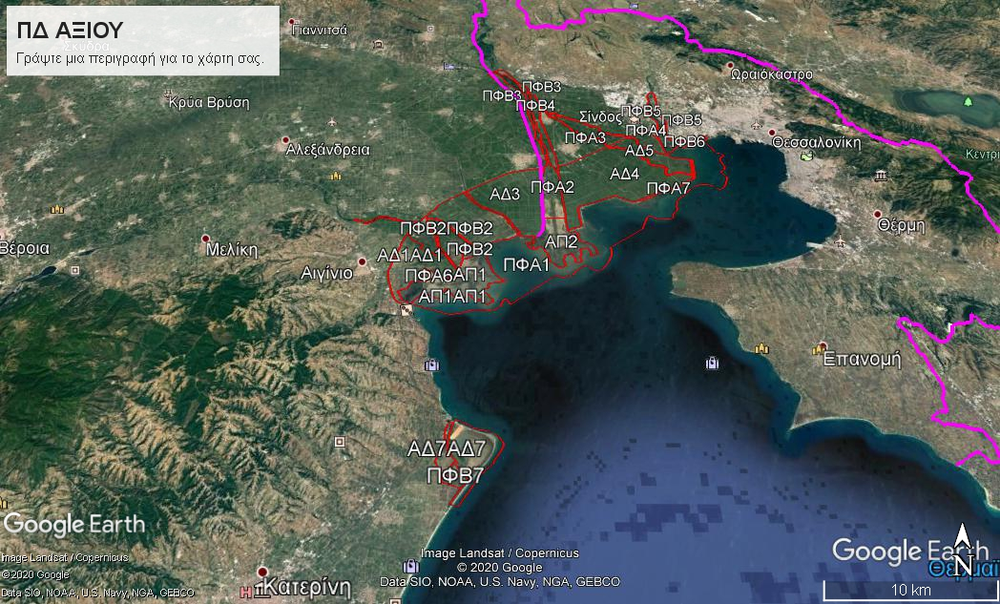 ΠΔ ΑΞΙΟΥ
Σκύδρα
Γράψτε μια περιγραφή για το χάρτη σας.
Γιαννιτσά
Κρύα Βρύση
Αλεξάνδρεια
ΠΦΒ3
ΠΦΒ3
ΠΦΒ4
Ωραιόκαστρο
Σίνδος
ΠΦΒ5
ΠΦΒ5
ΠΦΑ4
ΠΦΑ3
ΠΦΒ6
ΑΔ5
Θεσσαλονίκη
Κεντρι
ΑΔ4
ΠΦΑ2
ΠΦΑ7
ΑΔ3
Θέρμη
Βέροια
Μελίκη
ΠΦΒ2ΠΦΒ2
ΠΦΒ2
ΑΠ2
ΑΔ1ΑΔ1
Αιγίνιο
ΠΦΑ6ΑΠ1
ΠΦΑ1
ΑΠ1ΑΠ1
Επανομή
ΑΔ7ΑΔ7
ΠΦΒ7
Google Earth
Image Landsat / Copernicus
© 2020 Google
Data SIO, NOAA, U.S. Navy, NGA, GEBCO
Κατερίνη
Image Landsat / Copernicus
© 2020 Google
Data SIO, NOAA, U.S. Navy, NGA, GEBCO
Google Earth
N
Θερμαϊ
10 km